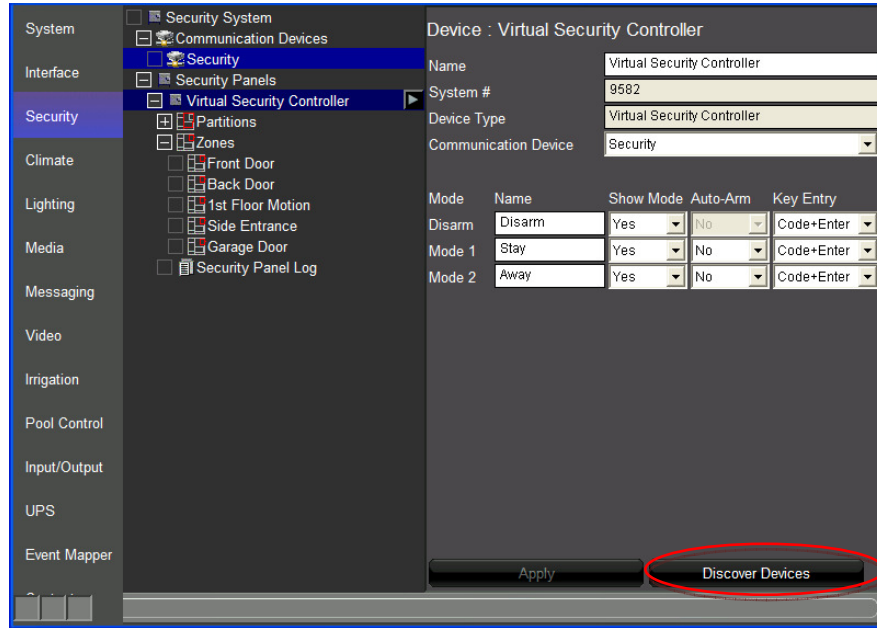 System
Interface
Security
Climate
Lighting
Media
Messaging
Video
Irrigation
Pool Control
Input/Output
UPS
Event Mapper
Security System
Communication Devices
Security
Security Panels
Virtual Security Controller
Partitions
Zones
Front Door
Back Door
1st Floor Motion
Side Entrance
Garage Door
Security Panel Log
Device : Virtual Security Controller
Name Virtual Security Controller
System # 9582
Device Type Virtual Security Controller
Communication Device Security
Mode Name Show Mode Auto-Arm Key Entry
Disarm Disarm Yes No Code+Enter
Mode 1 Stay Yes No Code+Enter
Mode 2 Away Yes No Code+Enter
Apply Discover Devices